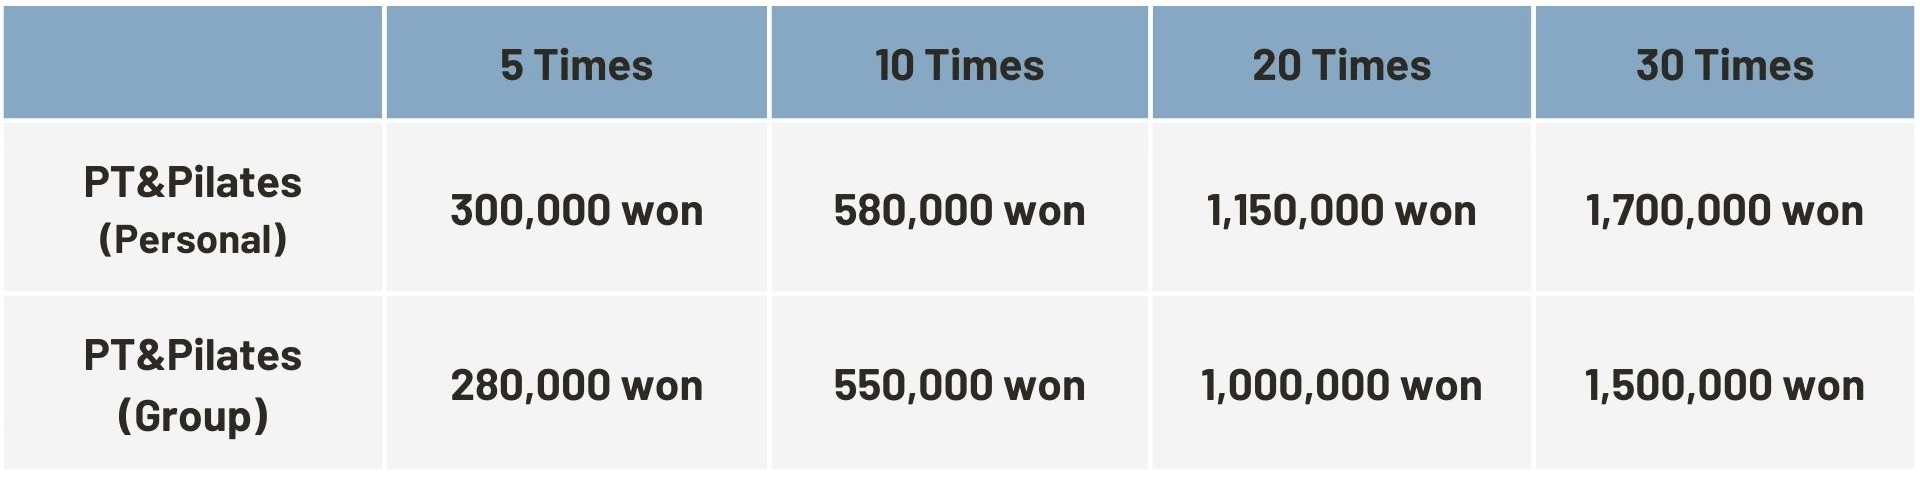 5 Times 10 Times 20 Times 30 Times
PT&Pilates
(Personal)
300,000 won 580,000 won 1,150,000 won 1,700,000 won
PT&Pilates
(Group)
280,000 won 550,000 won 1,000,000 won 1,500,000 won